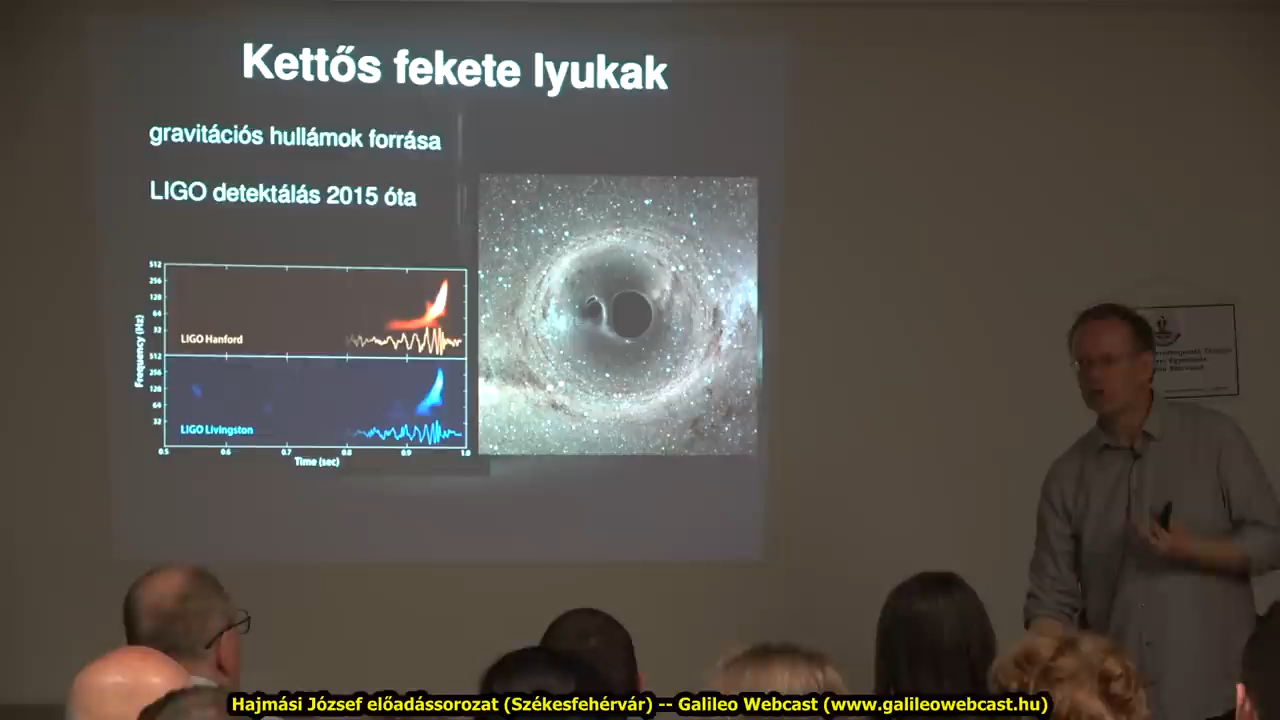 Kettős fekete lyukak
gravitációs hullámok forrása
LIGO detektálás 2015 óta
512
256
128
64
32
LIGO Hanford
Frequency (Hz)
512
256
128
64
32
LIGO Livingston
0.5 0.6 0.7 0.8 0.9 1.0
Time (sec)
Hajmási József előadássorozat (Székesfehérvár) -- Galileo Webcast (www.galileowebcast.hu)